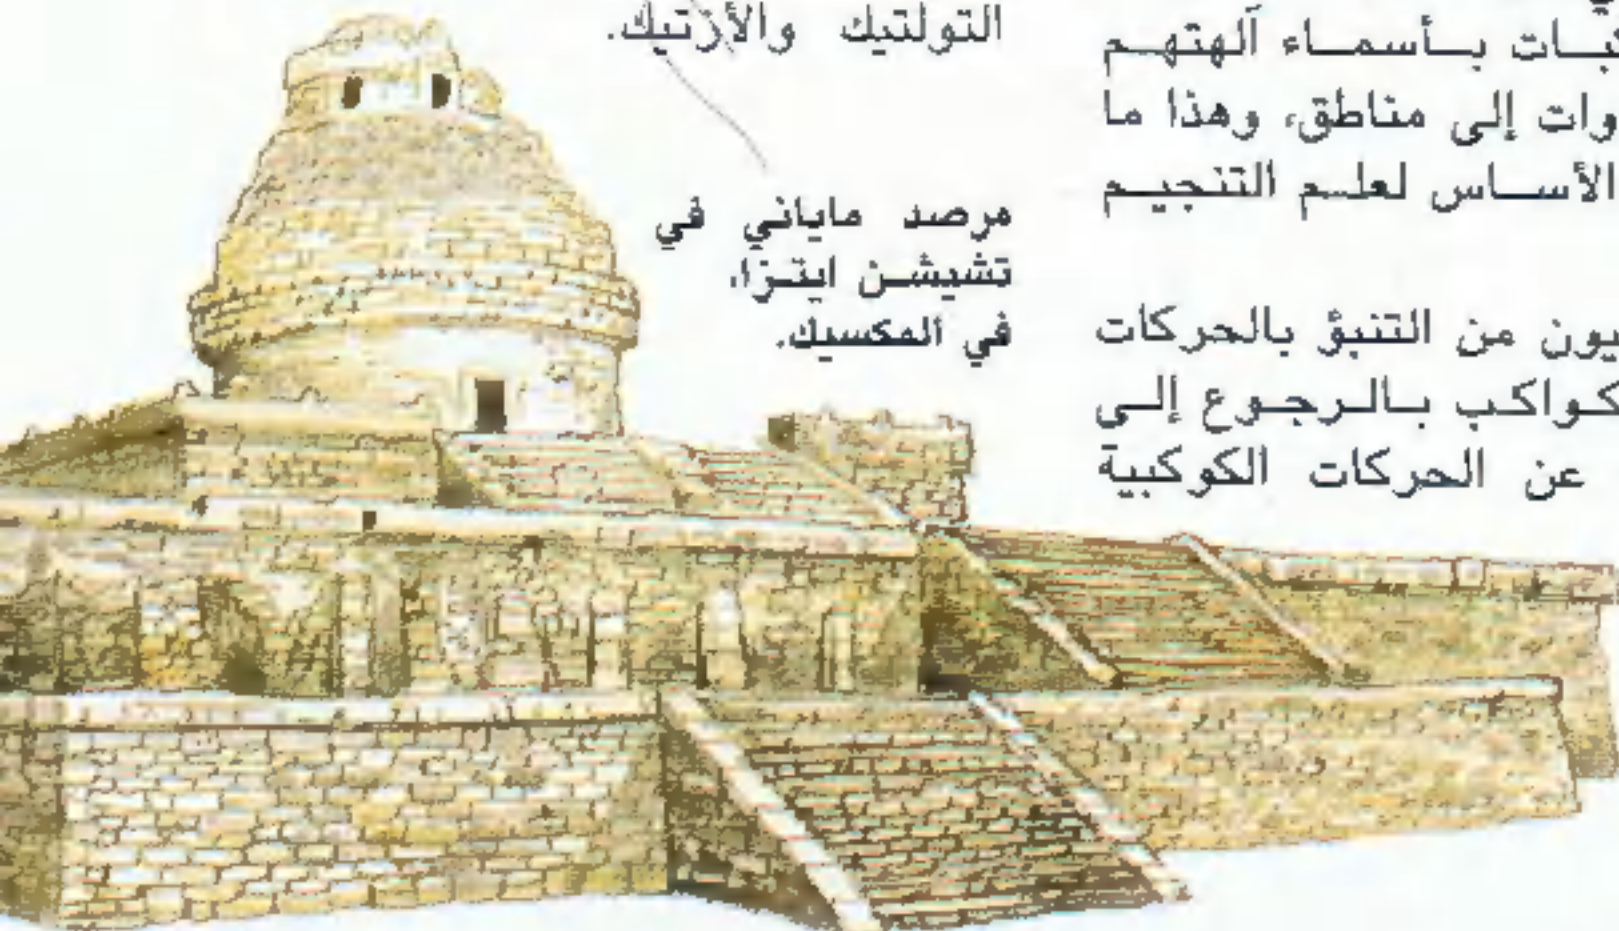 آلهتهم بأسماء
وات إلى مناطق، وهذا ما
الأساس لعلم التنجيم
يون من التنبؤ بالحركات
كواكب بالرجوع إلى
عن الحركات الكوكبية
التولتيك والأزتيك.
مرصد ماياني في
تشيشن ايتزا،
في المكسيك.